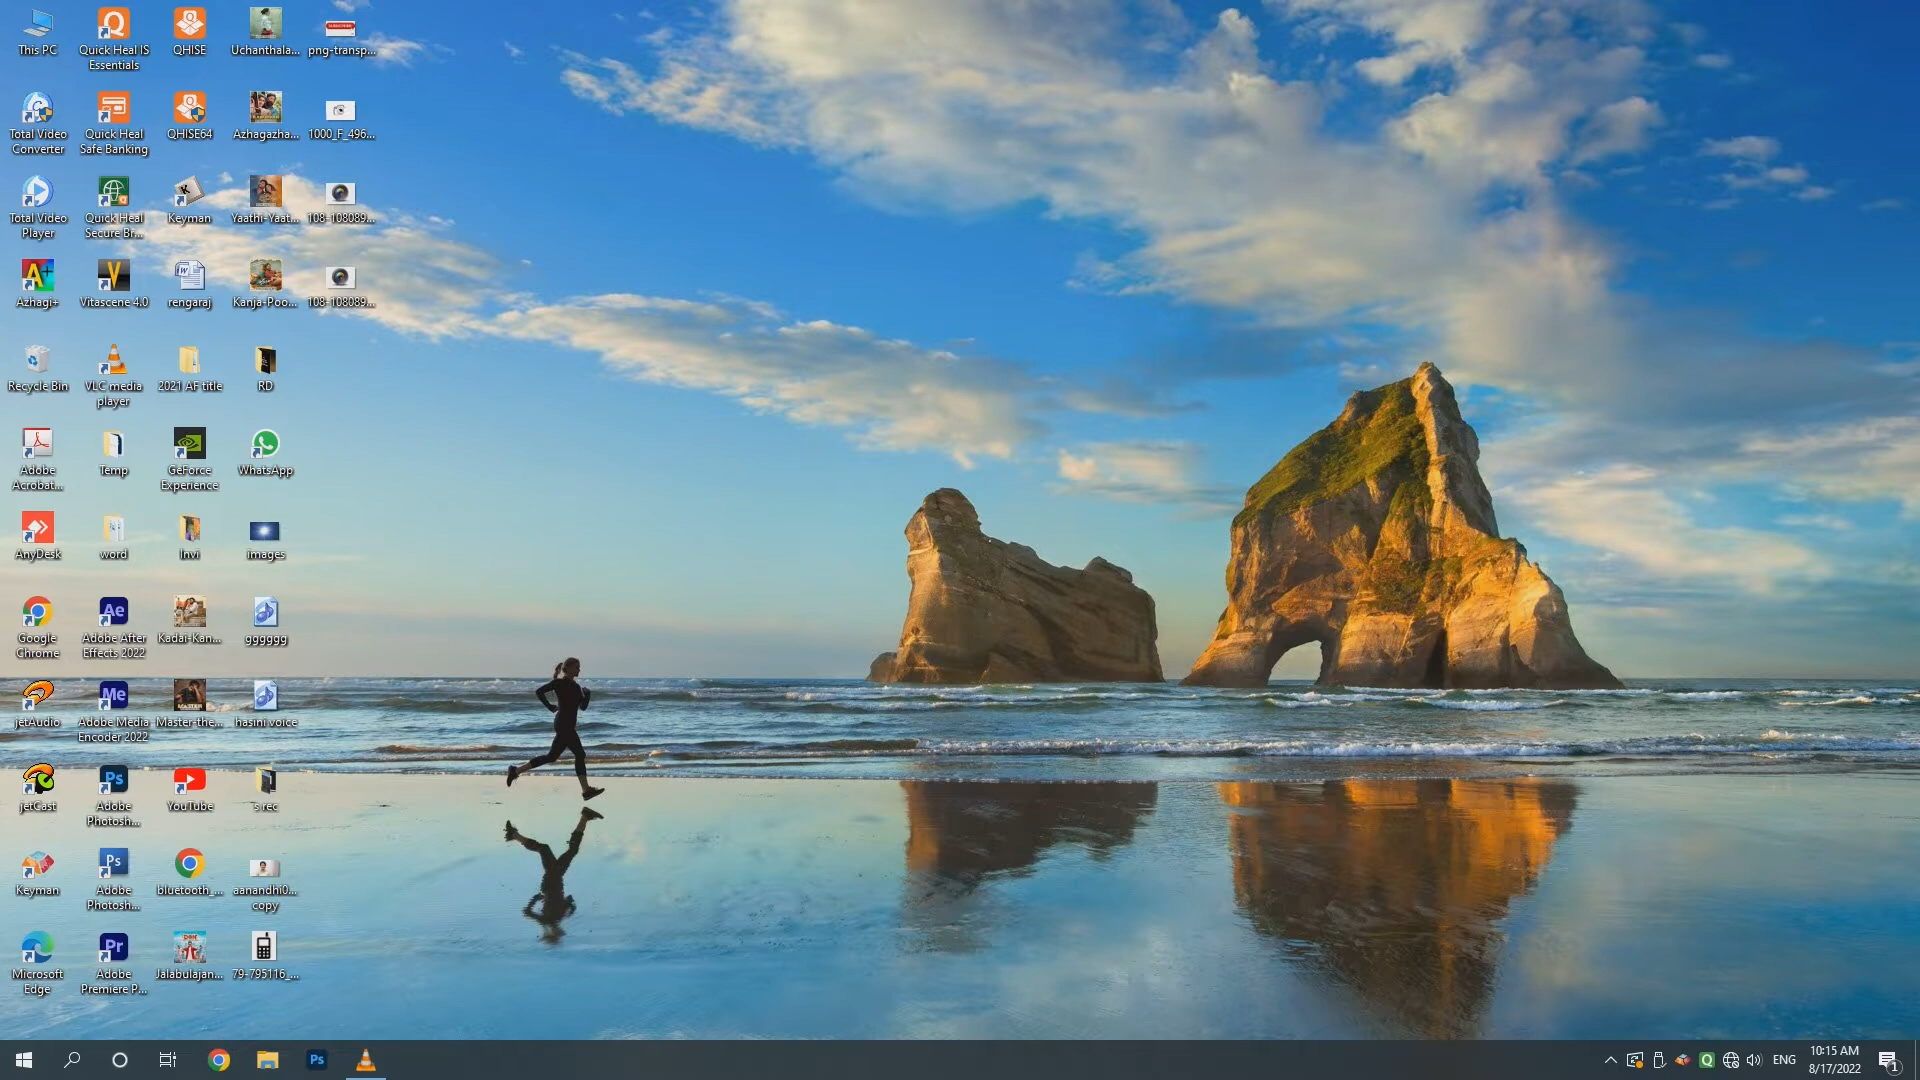 This PC
Quick Heal IS
Essentials
QHISE
Uchanthala...
png-transp...
Total Video
Converter
Quick Heal
Safe Banking
QHISE64
Azhagazha...
1000_F_496...
Total Video
Player
Quick Heal
Secure Br...
Keyman
Yaathi-Yaat...
108-108089...
Azhagi+
Vitascene 4.0
rengaraj
Kanja-Poo...
108-108089...
Recycle Bin
VLC media
player
2021 AF title
RD
Adobe
Acrobat...
Temp
GeForce
Experience
WhatsApp
AnyDesk
word
Invi
images
Google
Chrome
Adobe After
Effects 2022
Kadai-Kan...
gggggg
jetAudio
Adobe Media
Encoder 2022
Master-the...
hasini voice
jetCast
Adobe
Photosh...
YouTube
s rec
Keyman
Adobe
Photosh...
bluetooth_...
aanandhi0...
copy
Microsoft
Edge
Adobe
Premiere P...
Jalabulajan...
79-795116_...
ENG
10:15 AM
8/17/2022
1